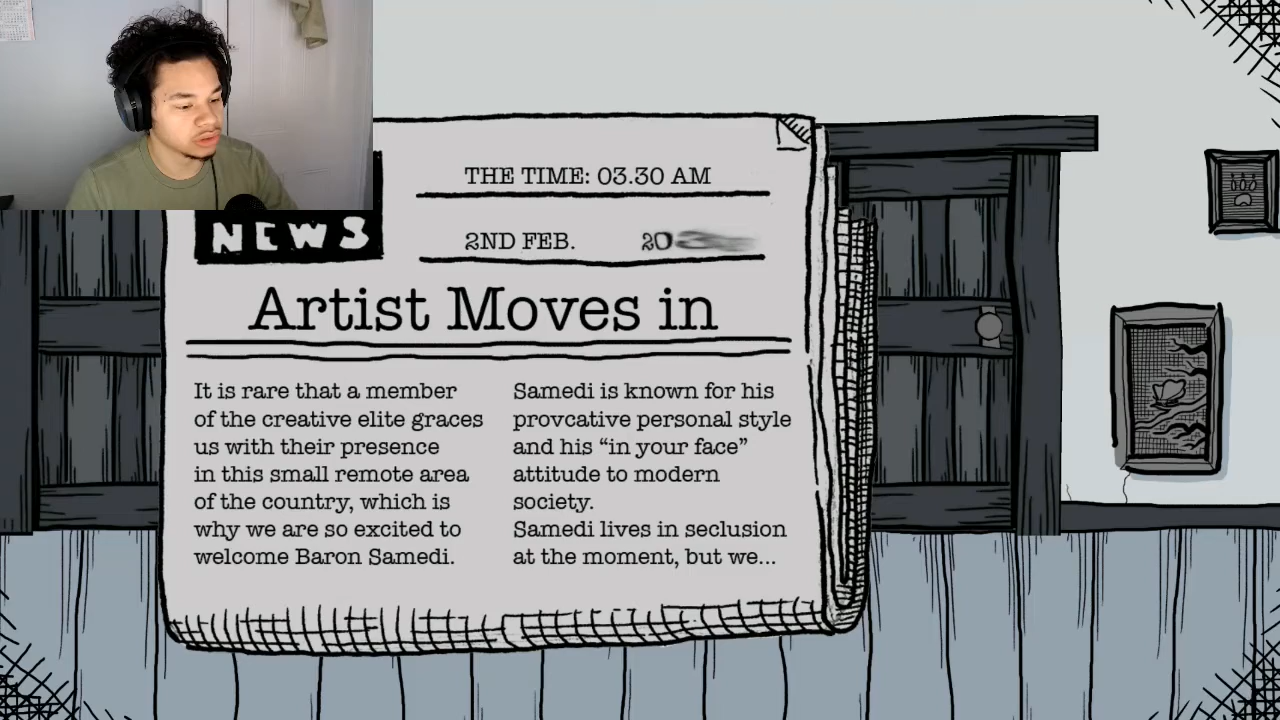 NEWS
THE TIME: 03.30 AM
2ND FEB. 20
Artist Moves in
It is rare that a member
of the creative elite graces
us with their presence
in this small remote area
of the country, which is
why we are so excited to
welcome Baron Samedi.
Samedi is known for his
provcative personal style
and his “in your face”
attitude to modern
society.
Samedi lives in seclusion
at the moment, but we...